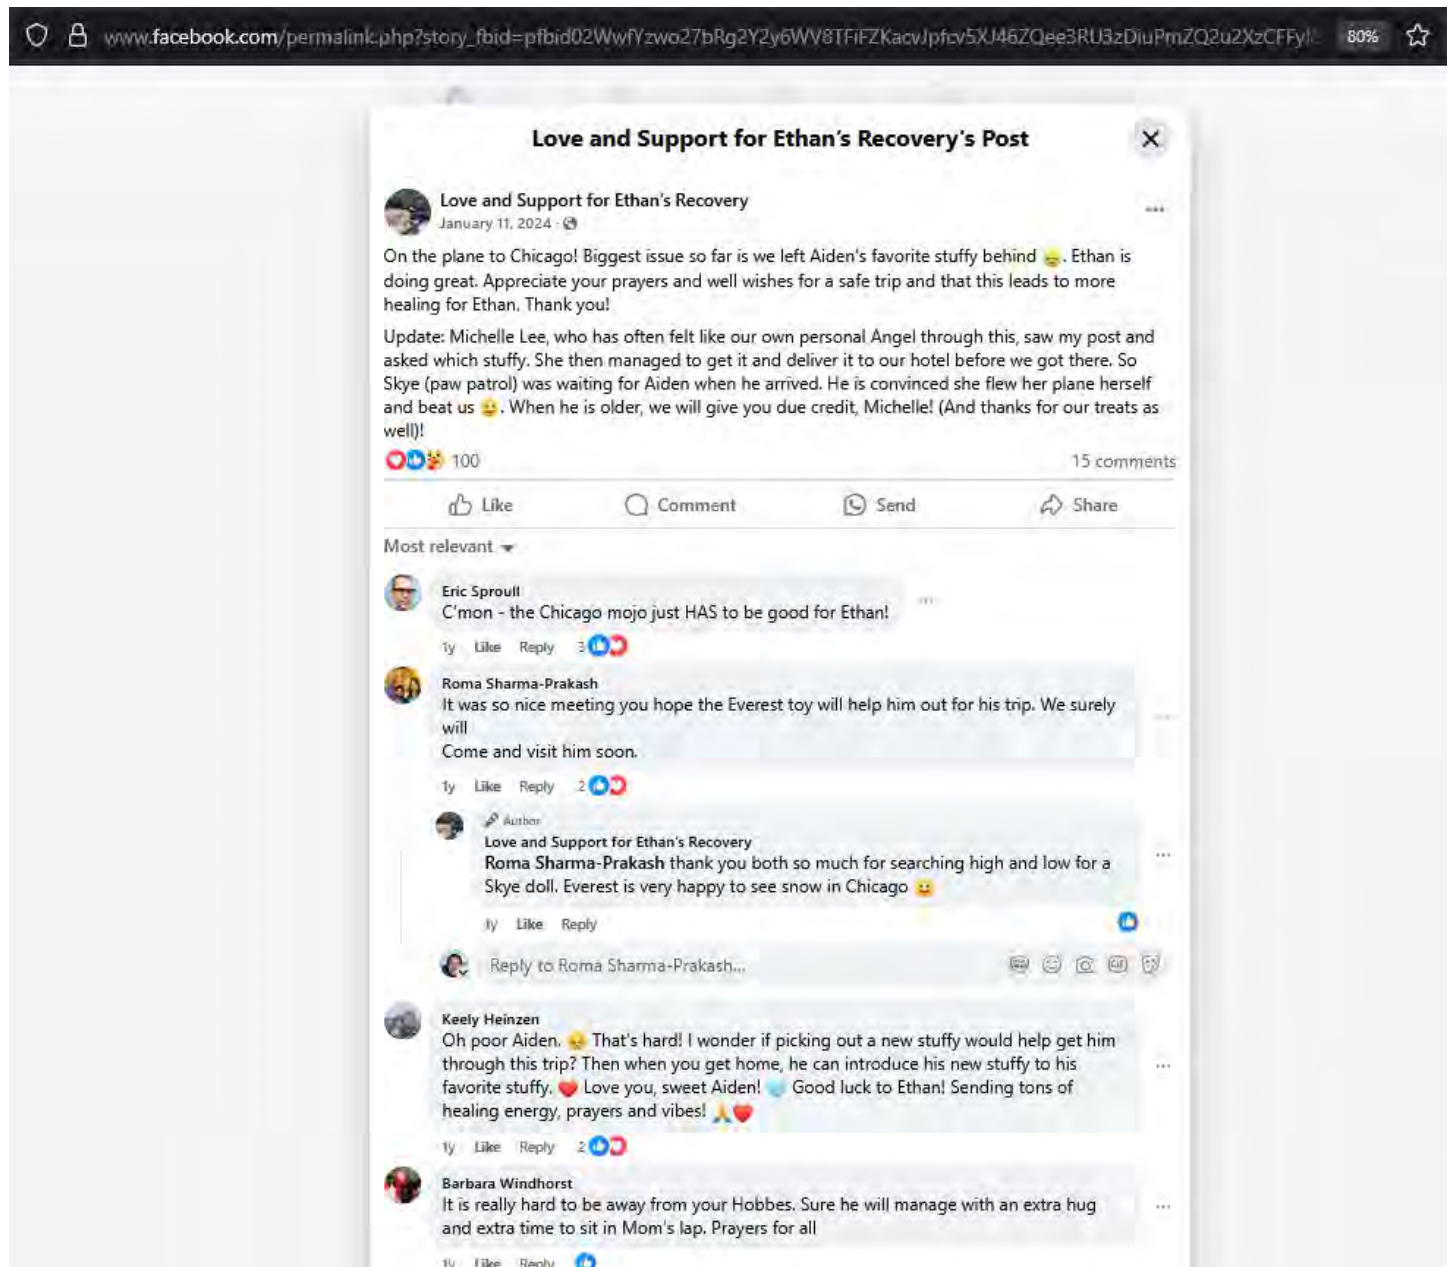 www.facebook.com/permalink.php?story_fbid=pfbid02WwfYzwo27bRg2Y2y6WV8TFiFZKacvJpfcv5XJ46ZQee3RU3zDiuPmZQ2u2XzCFFy
80%
Love and Support for Ethan's Recovery's Post
Love and Support for Ethan's Recovery
January 11, 2024 ·
On the plane to Chicago! Biggest issue so far is we left Aiden's favorite stuffy behind . Ethan is
doing great. Appreciate your prayers and well wishes for a safe trip and that this leads to more
healing for Ethan. Thank you!
Update: Michelle Lee, who has often felt like our own personal Angel through this, saw my post and
asked which stuffy. She then managed to get it and deliver it to our hotel before we got there. So
Skye (paw patrol) was waiting for Aiden when he arrived. He is convinced she flew her plane herself
and beat us . When he is older, we will give you due credit, Michelle! (And thanks for our treats as
well)!
100
15 comments
Like Comment Send Share
Most relevant
Eric Sproull
C'mon - the Chicago mojo just HAS to be good for Ethan!
1y Like Reply 3
Roma Sharma-Prakash
It was so nice meeting you hope the Everest toy will help him out for his trip. We surely
will
Come and visit him soon.
1y Like Reply 2
Author
Love and Support for Ethan's Recovery
Roma Sharma-Prakash thank you both so much for searching high and low for a
Skye doll. Everest is very happy to see snow in Chicago
1y Like Reply
Reply to Roma Sharma-Prakash...
Keely Heinzen
Oh poor Aiden. That's hard! I wonder if picking out a new stuffy would help get him
through this trip? Then when you get home, he can introduce his new stuffy to his
favorite stuffy. Love you, sweet Aiden! Good luck to Ethan! Sending tons of
healing energy, prayers and vibes!
1y Like Reply 2
Barbara Windhorst
It is really hard to be away from your Hobbes. Sure he will manage with an extra hug
and extra time to sit in Mom's lap. Prayers for all
1y Like Reply